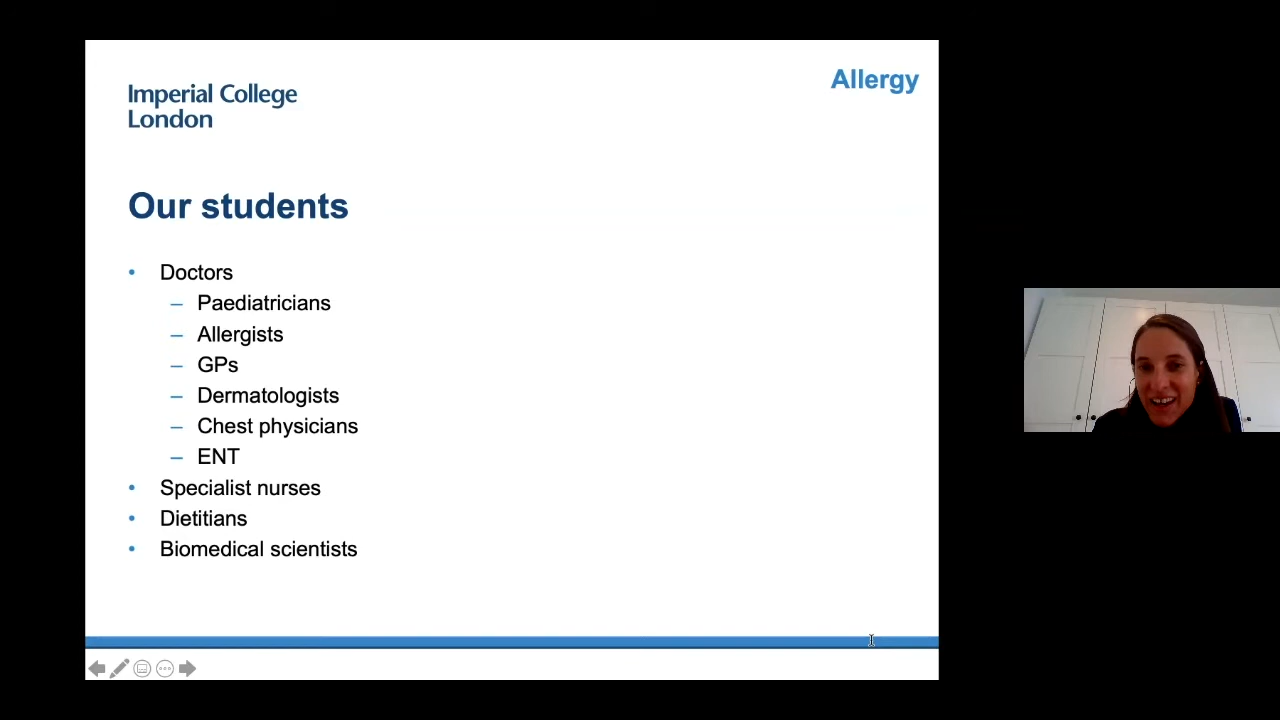 Imperial College
London
Allergy
Our students
• Doctors
– Paediatricians
– Allergists
– GPs
– Dermatologists
– Chest physicians
– ENT
• Specialist nurses
• Dietitians
• Biomedical scientists